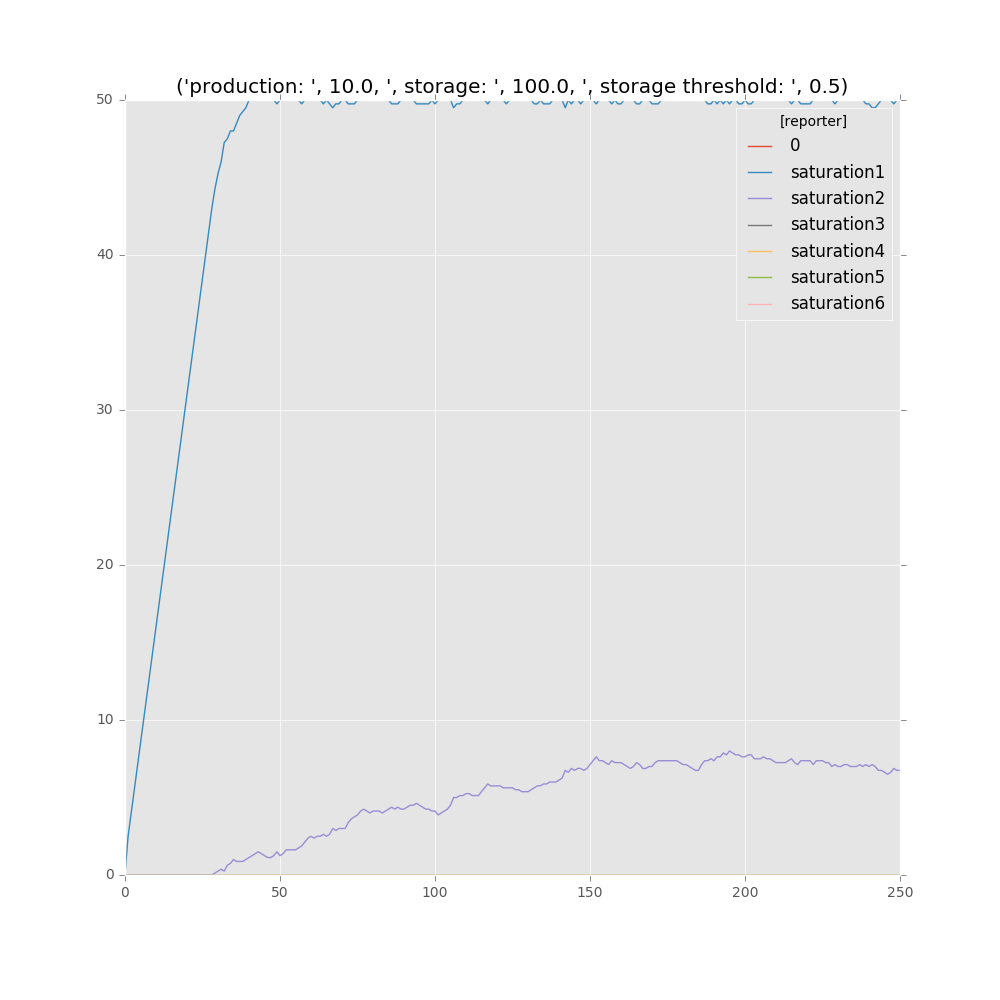 ('production: ', 10.0, ', storage: ', 100.0, ', storage threshold: ', 0.5)
50
40
30
20
10
0
[reporter]
0
saturation1
saturation2
saturation3
saturation4
saturation5
saturation6
0 50 100 150 200 250